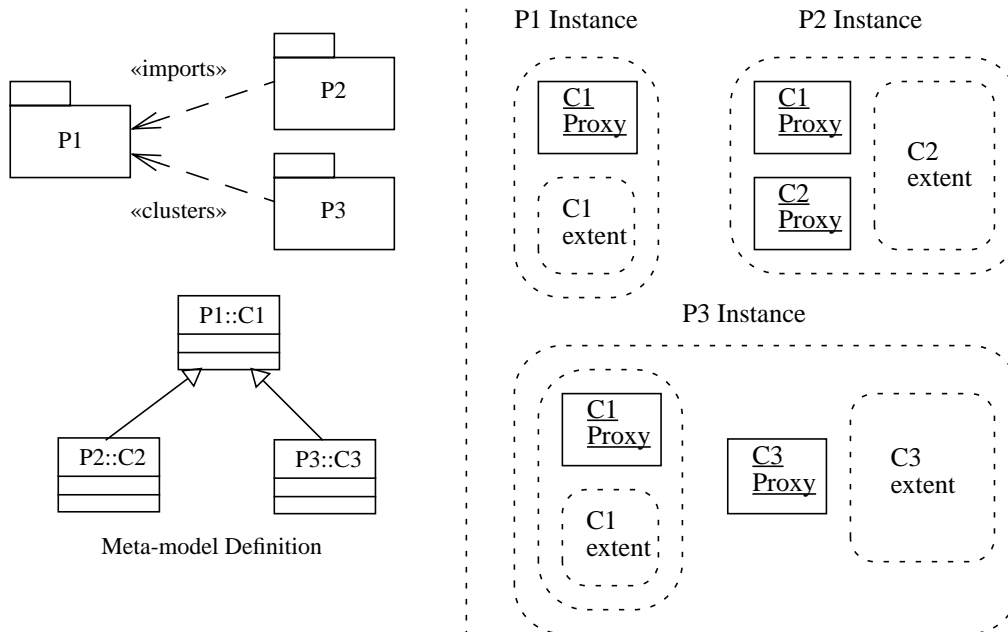 «imports»
P2
P1
«clusters»
P3
P1::C1
P2::C2
P3::C3
Meta-model Definition
P1 Instance
C1
Proxy
C1
extent
P2 Instance
C1
Proxy
C2
Proxy
C2
extent
P3 Instance
C1
Proxy
C1
extent
C3
Proxy
C3
extent